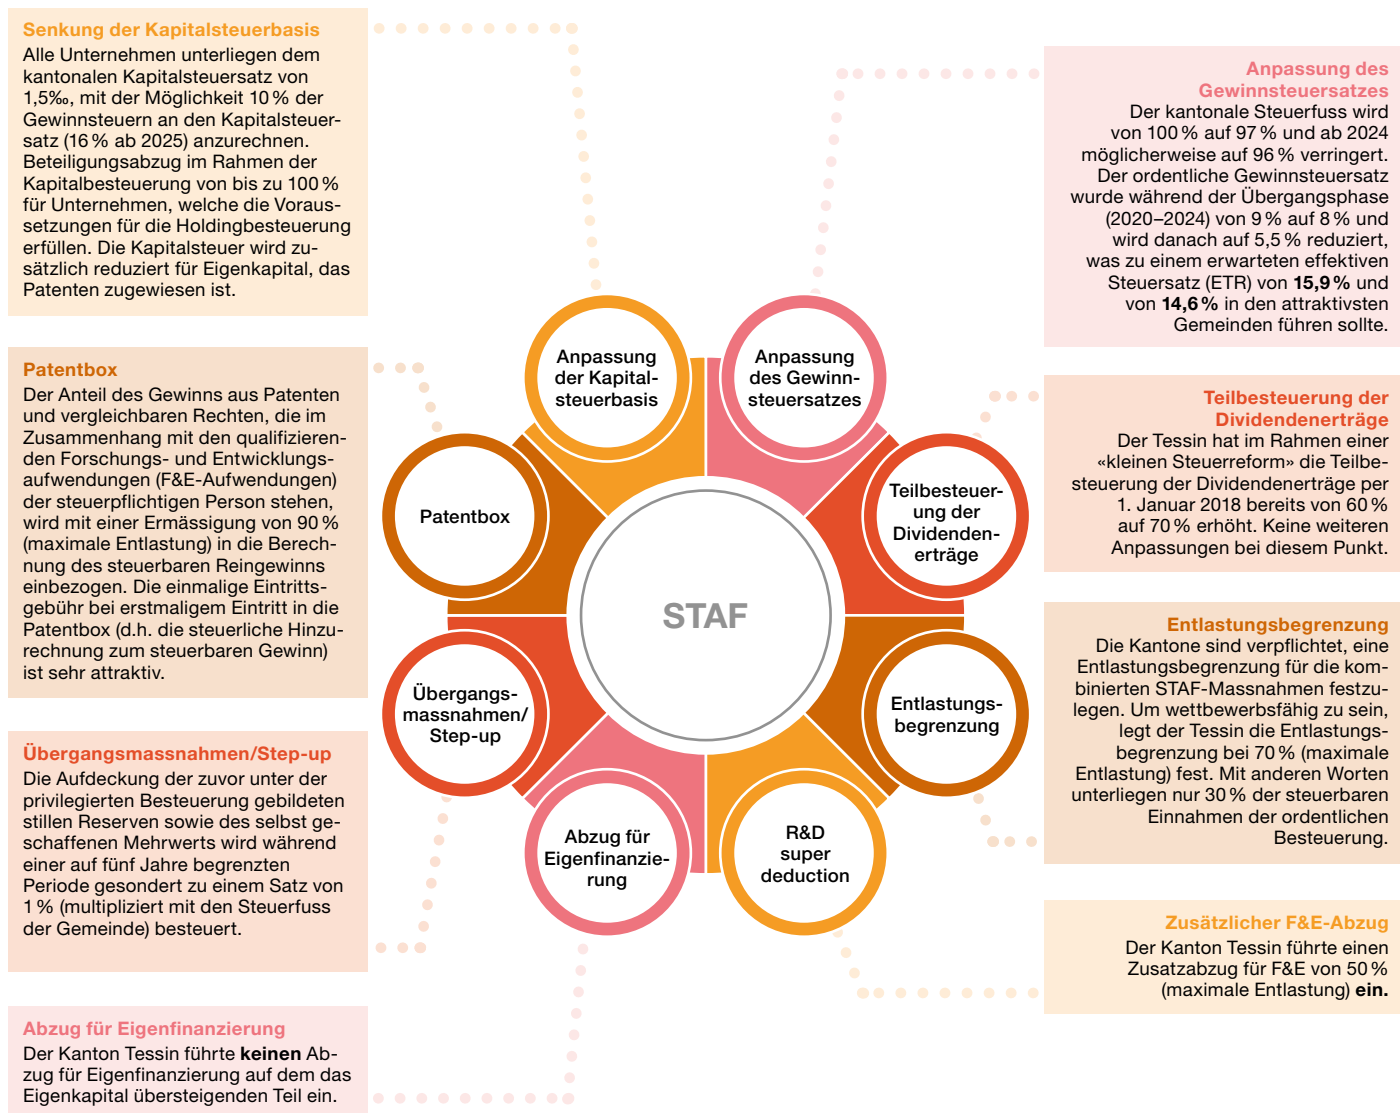 Senkung der Kapitalsteuerbasis
Alle Unternehmen unterliegen dem
kantonalen Kapitalsteuersatz von
1,5‰, mit der Möglichkeit 10 % der
Gewinnsteuern an den Kapitalsteuer-
satz (16 % ab 2025) anzurechnen.
Beteiligungsabzug im Rahmen der
Kapitalbesteuerung von bis zu 100 %
für Unternehmen, welche die Voraus-
setzungen für die Holdingbesteuerung
erfüllen. Die Kapitalsteuer wird zu-
sätzlich reduziert für Eigenkapital, das
Patenten zugewiesen ist.
Patentbox
Der Anteil des Gewinns aus Patenten
und vergleichbaren Rechten, die im
Zusammenhang mit den qualifizieren-
den Forschungs- und Entwicklungs-
aufwendungen (F&E-Aufwendungen)
der steuerpflichtigen Person stehen,
wird mit einer Ermässigung von 90 %
(maximale Entlastung) in die Berech-
nung des steuerbaren Reingewinns
einbezogen. Die einmalige Eintritts-
gebühr bei erstmaligem Eintritt in die
Patentbox (d.h. die steuerliche Hinzu-
rechnung zum steuerbaren Gewinn)
ist sehr attraktiv.
Übergangsmassnahmen/Step-up
Die Aufdeckung der zuvor unter der
privilegierten Besteuerung gebildeten
stillen Reserven sowie des selbst ge-
schaffenen Mehrwerts wird während
einer auf fünf Jahre begrenzten
Periode gesondert zu einem Satz von
1 % (multipliziert mit den Steuerfuss
der Gemeinde) besteuert.
Abzug für Eigenfinanzierung
Der Kanton Tessin führte keinen Ab-
zug für Eigenfinanzierung auf dem das
Eigenkapital übersteigenden Teil ein.
Anpassung
der Kapital-
steuerbasis
Anpassung
des Gewinn-
steuersatzes
Patentbox
Teilbesteuer-
ung der
Dividenden-
erträge
STAF
Übergangs-
massnahmen/
Step-up
Entlastungs-
begrenzung
Abzug für
Eigenfinanzie-
rung
R&D
super
deduction
Anpassung des
Gewinnsteuersatzes
Der kantonale Steuerfuss wird
von 100 % auf 97 % und ab 2024
möglicherweise auf 96 % verringert.
Der ordentliche Gewinnsteuersatz
wurde während der Übergangsphase
(2020–2024) von 9 % auf 8 % und
wird danach auf 5,5 % reduziert,
was zu einem erwarteten effektiven
Steuersatz (ETR) von 15,9 % und
von 14,6 % in den attraktivsten
Gemeinden führen sollte.
Teilbesteuerung der
Dividendenerträge
Der Tessin hat im Rahmen einer
«kleinen Steuerreform» die Teilbe-
steuerung der Dividendenerträge per
1. Januar 2018 bereits von 60 %
auf 70 % erhöht. Keine weiteren
Anpassungen bei diesem Punkt.
Entlastungsbegrenzung
Die Kantone sind verpflichtet, eine
Entlastungsbegrenzung für die kom-
binierten STAF-Massnahmen festzu-
legen. Um wettbewerbsfähig zu sein,
legt der Tessin die Entlastungs-
begrenzung bei 70 % (maximale
Entlastung) fest. Mit anderen Worten
unterliegen nur 30 % der steuerbaren
Einnahmen der ordentlichen
Besteuerung.
Zusätzlicher F&E-Abzug
Der Kanton Tessin führte einen
Zusatzabzug für F&E von 50 %
(maximale Entlastung) ein.